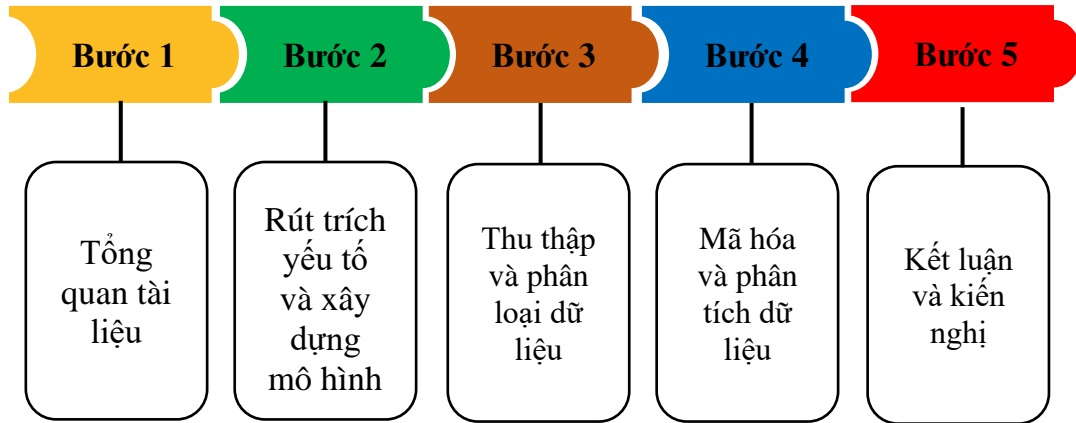 Bước 1
Bước 2
Bước 3
Bước 4
Bước 5
Tổng
quan tài
liệu
Rút trích
yếu tố
và xây
dựng
mô hình
Thu thập
và phân
loại dữ
liệu
Mã hóa
và phân
tích dữ
liệu
Kết luận
và kiến
nghị